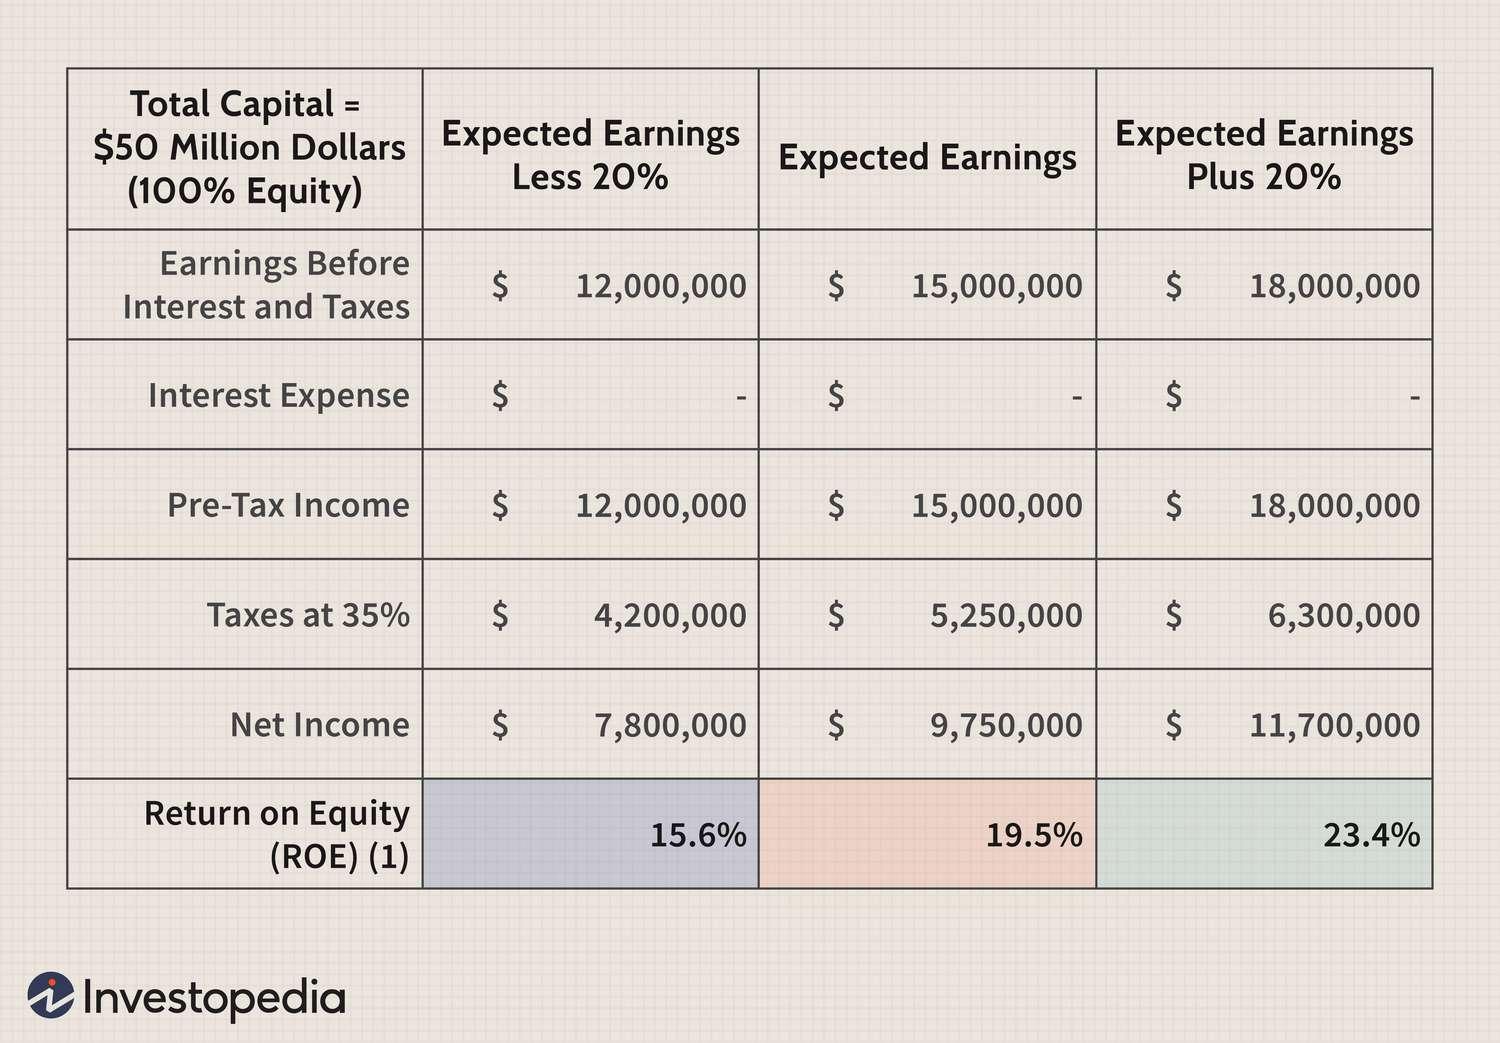 Total Capital =
$50 Million Dollars
(100% Equity)
Expected Earnings
Less 20%
Expected Earnings
Expected Earnings
Plus 20%
Earnings Before
Interest and Taxes
$ 12,000,000
$ 15,000,000
$ 18,000,000
Interest Expense
$ -
$ -
$ -
Pre-Tax Income
$ 12,000,000
$ 15,000,000
$ 18,000,000
Taxes at 35%
$ 4,200,000
$ 5,250,000
$ 6,300,000
Net Income
$ 7,800,000
$ 9,750,000
$ 11,700,000
Return on Equity
(ROE) (1)
15.6%
19.5%
23.4%
Investopedia